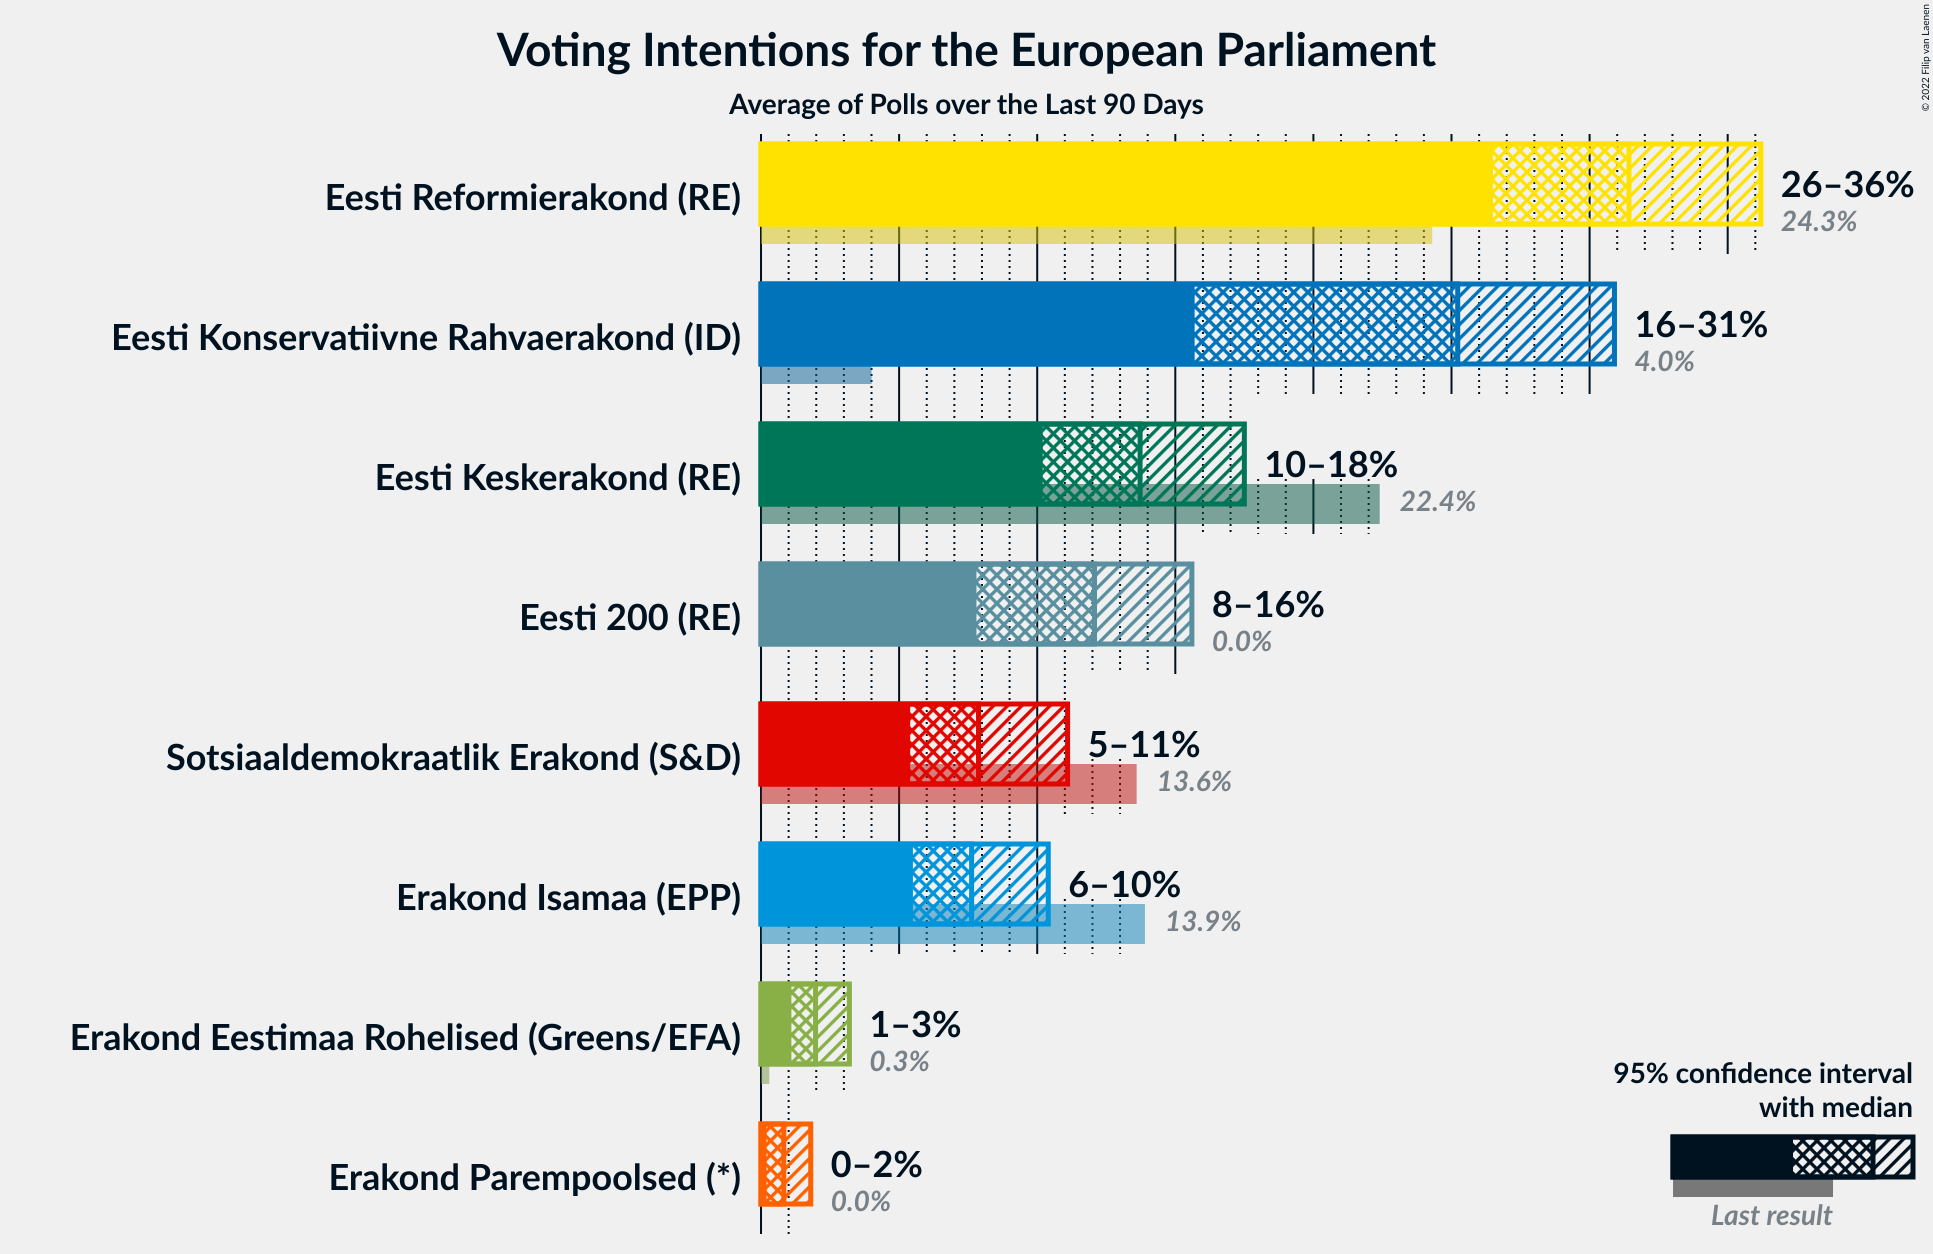 Voting Intentions for the European Parliament
Average of Polls over the Last 90 Days
© 2022 Filip van Laenen
Eesti Reformierakond (RE)
26–36%
24.3%
Eesti Konservatiivne Rahvaerakond (ID)
16–31%
4.0%
Eesti Keskerakond (RE)
10–18%
22.4%
Eesti 200 (RE)
8–16%
0.0%
Sotsiaaldemokraatlik Erakond (S&D)
5–11%
13.6%
Erakond Isamaa (EPP)
6–10%
13.9%
Erakond Eestimaa Rohelised (Greens/EFA)
1–3%
0.3%
Erakond Parempoolsed (*)
0–2%
0.0%
95% confidence interval
with median
Last result